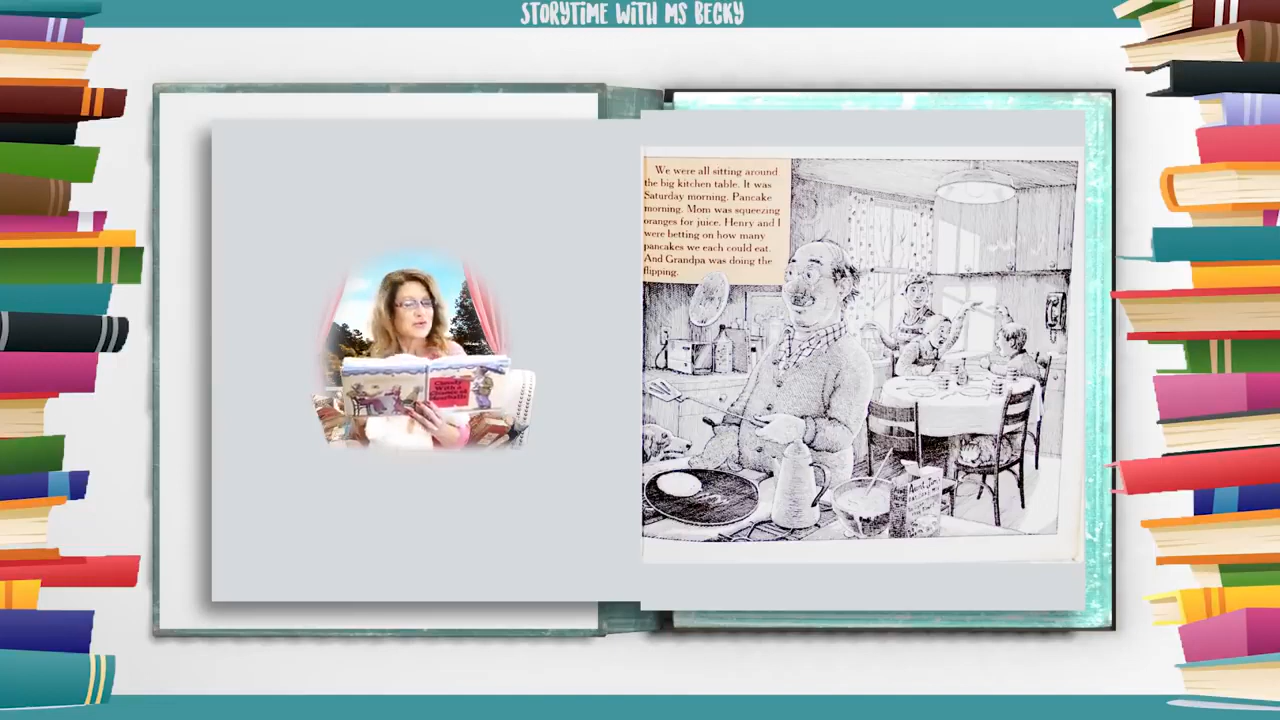 STORYTIME WITH MS BECKY
We were all sitting around
the big kitchen table. It was
Saturday morning. Pancake
morning. Mom was squeezing
oranges for juice. Henry and I
were betting on how many
pancakes we each could eat.
And Grandpa was doing the
flipping.
Cloudy
With a
Chance of
Meatballs